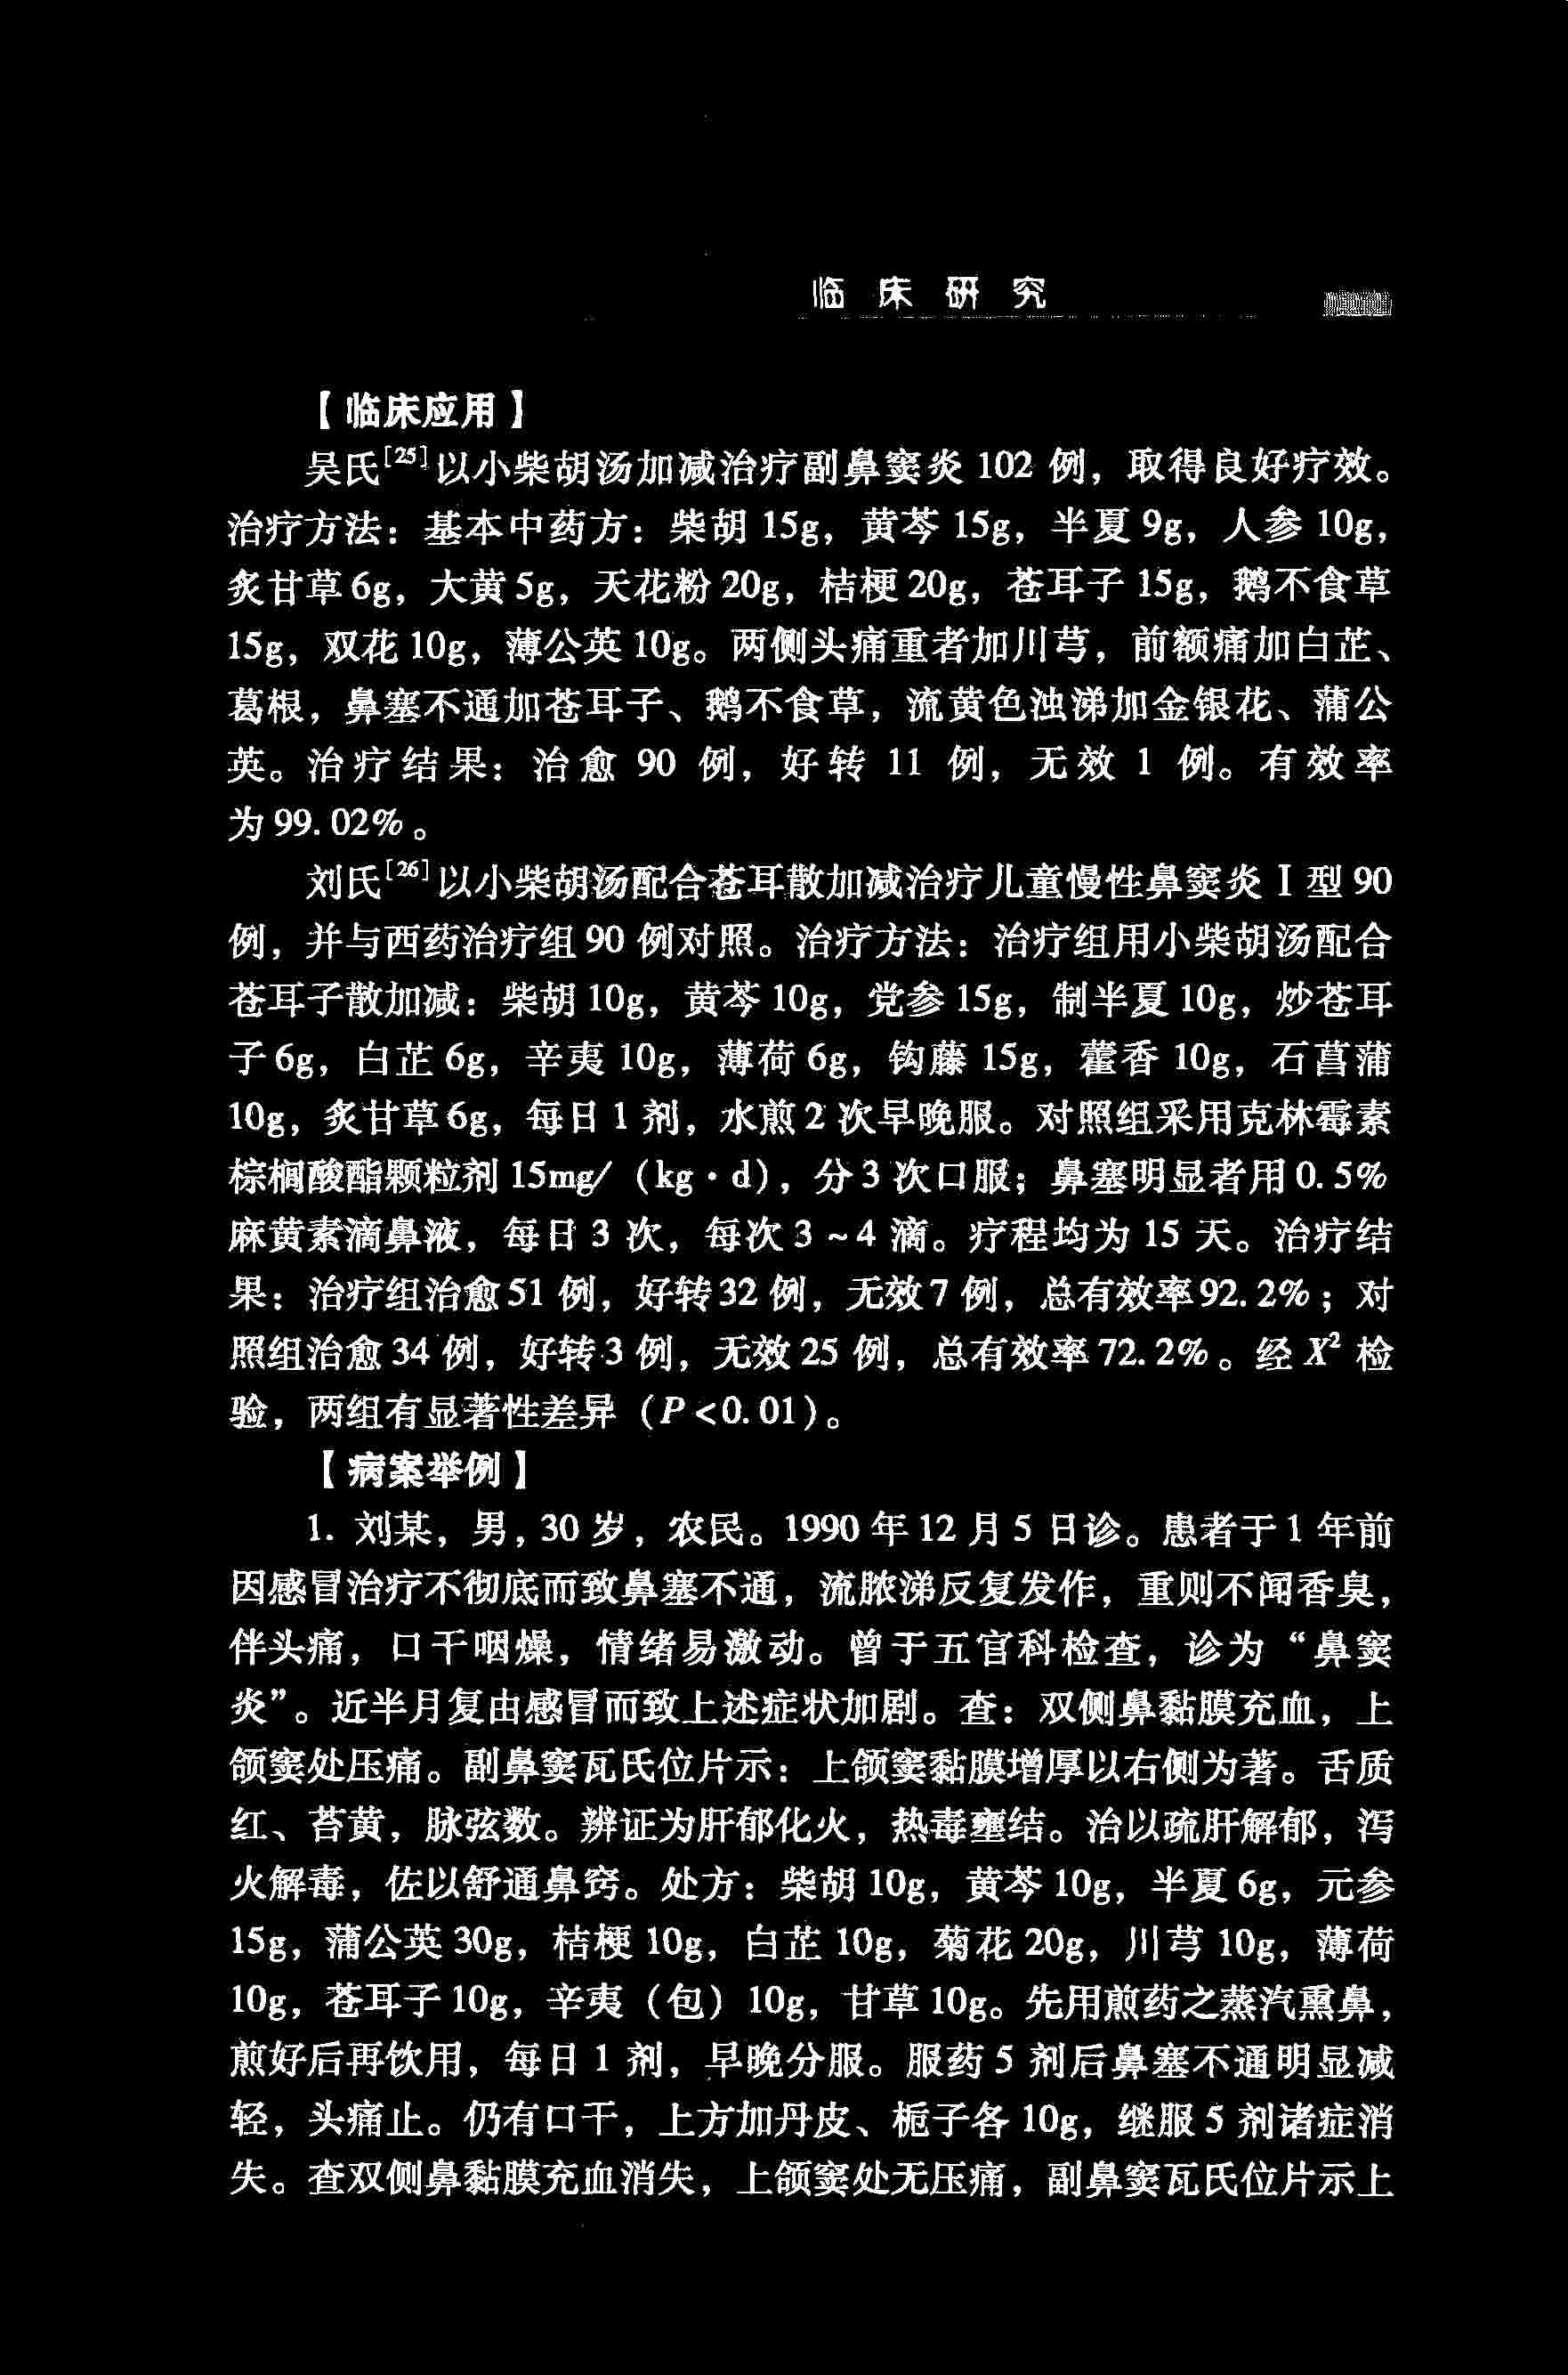 临床研究
【临床应用】
吴氏[25]以小柴胡汤加减治疗副鼻窦炎 102 例，取得良好疗效。
治疗方法：基本中药方：柴胡 15g，黄芩 15g，半夏 9g，人参 10g，
炙甘草 6g，大黄 5g，天花粉 20g，桔梗 20g，苍耳子 15g，鹅不食草
15g，双花 10g，薄公英 10g。两侧头痛重者加川芎，前额痛加白芷、
葛根，鼻塞不通加苍耳子、鹅不食草，流黄色浊涕加金银花、蒲公
英。治疗结果：治愈 90 例，好转 11 例，无效 1 例。有效率
为 99.02%。
刘氏[26]以小柴胡汤配合苍耳散加减治疗儿童慢性鼻窦炎 I 型 90
例，并与西药治疗组 90 例对照。治疗方法：治疗组用小柴胡汤配合
苍耳子散加减：柴胡 10g，黄芩 10g，党参 15g，制半夏 10g，炒苍耳
子 6g，白芷 6g，辛夷 10g，薄荷 6g，钩藤 15g，藿香 10g，石菖蒲
10g，炙甘草 6g，每日 1 剂，水煎 2 次早晚服。对照组采用克林霉素
棕榈酸酯颗粒剂 15mg/（kg·d），分 3 次口服；鼻塞明显者用 0.5%
麻黄素滴鼻液，每日 3 次，每次 3 ~ 4 滴。疗程均为 15 天。治疗结
果：治疗组治愈 51 例，好转 32 例，无效 7 例，总有效率 92.2%；对
照组治愈 34 例，好转 3 例，无效 25 例，总有效率 72.2%。经 X² 检
验，两组有显著性差异（P <0.01）。
【病案举例】
1. 刘某，男，30 岁，农民。1990 年 12 月 5 日诊。患者于 1 年前
因感冒治疗不彻底而致鼻塞不通，流脓涕反复发作，重则不闻香臭，
伴头痛，口干咽燥，情绪易激动。曾于五官科检查，诊为“鼻窦
炎”。近半月复由感冒而致上述症状加剧。查：双侧鼻黏膜充血，上
颌窦处压痛。副鼻窦瓦氏位片示：上颌窦黏膜增厚以右侧为著。舌质
红、苔黄，脉弦数。辨证为肝郁化火，热毒壅结。治以疏肝解郁，泻
火解毒，佐以舒通鼻窍。处方：柴胡 10g，黄芩 10g，半夏 6g，元参
15g，蒲公英 30g，桔梗 10g，白芷 10g，菊花 20g，川芎 10g，薄荷
10g，苍耳子 10g，辛夷（包）10g，甘草 10g。先用煎药之蒸汽熏鼻，
煎好后再饮用，每日 1 剂，早晚分服。服药 5 剂后鼻塞不通明显减
轻，头痛止。仍有口干，上方加丹皮、栀子各 10g，继服 5 剂诸症消
失。查双侧鼻黏膜充血消失，上颌窦处无压痛，副鼻窦瓦氏位片示上